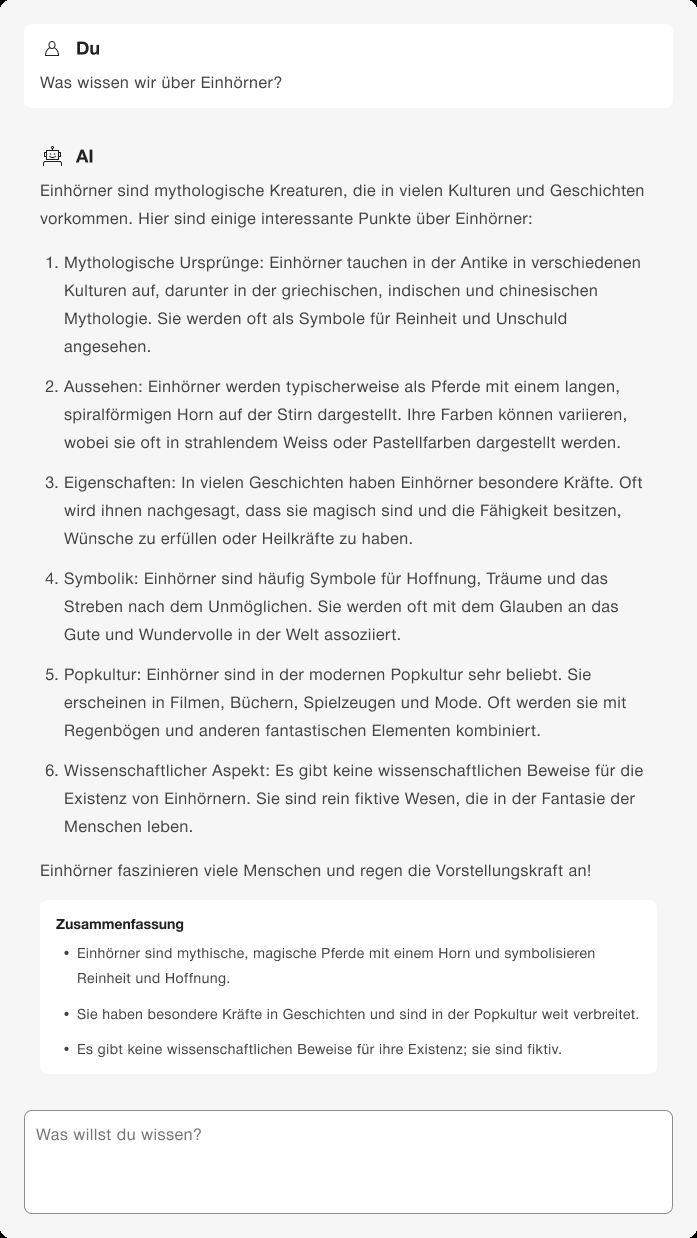 Du
Was wissen wir über Einhörner?
AI
Einhörner sind mythologische Kreaturen, die in vielen Kulturen und Geschichten
vorkommen. Hier sind einige interessante Punkte über Einhörner:
1. Mythologische Ursprünge: Einhörner tauchen in der Antike in verschiedenen
Kulturen auf, darunter in der griechischen, indischen und chinesischen
Mythologie. Sie werden oft als Symbole für Reinheit und Unschuld
angesehen.
2. Aussehen: Einhörner werden typischerweise als Pferde mit einem langen,
spiralförmigen Horn auf der Stirn dargestellt. Ihre Farben können variieren,
wobei sie oft in strahlendem Weiss oder Pastellfarben dargestellt werden.
3. Eigenschaften: In vielen Geschichten haben Einhörner besondere Kräfte. Oft
wird ihnen nachgesagt, dass sie magisch sind und die Fähigkeit besitzen,
Wünsche zu erfüllen oder Heilkräfte zu haben.
4. Symbolik: Einhörner sind häufig Symbole für Hoffnung, Träume und das
Streben nach dem Unmöglichen. Sie werden oft mit dem Glauben an das
Gute und Wundervolle in der Welt assoziiert.
5. Popkultur: Einhörner sind in der modernen Popkultur sehr beliebt. Sie
erscheinen in Filmen, Büchern, Spielzeugen und Mode. Oft werden sie mit
Regenbögen und anderen fantastischen Elementen kombiniert.
6. Wissenschaftlicher Aspekt: Es gibt keine wissenschaftlichen Beweise für die
Existenz von Einhörnern. Sie sind rein fiktive Wesen, die in der Fantasie der
Menschen leben.
Einhörner faszinieren viele Menschen und regen die Vorstellungskraft an!
Zusammenfassung
• Einhörner sind mythische, magische Pferde mit einem Horn und symbolisieren
Reinheit und Hoffnung.
• Sie haben besondere Kräfte in Geschichten und sind in der Popkultur weit verbreitet.
• Es gibt keine wissenschaftlichen Beweise für ihre Existenz; sie sind fiktiv.
Was willst du wissen?